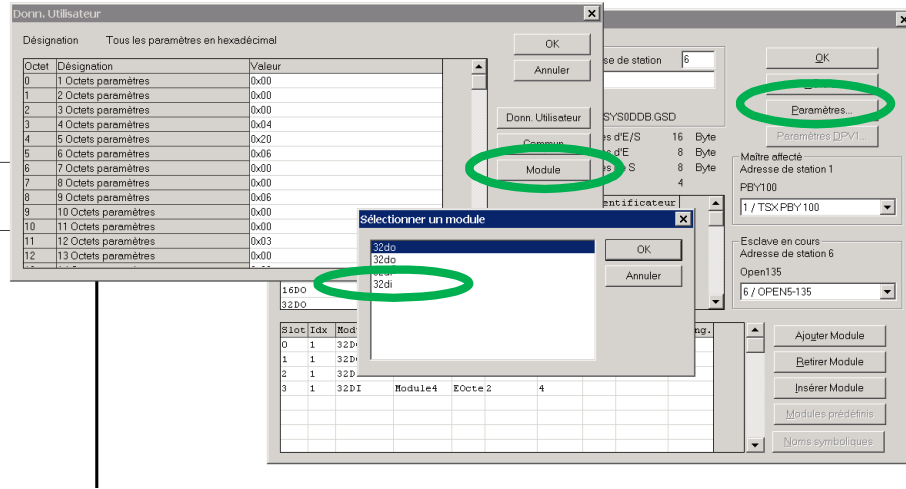 Donn. Utilisateur
Désignation Tous les paramètres en hexadécimal
OK
Annuler
Donn. Utilisateur
Module
Octet Désignation Valeur
0 1 Octets paramètres 0x00
1 2 Octets paramètres 0x00
2 3 Octets paramètres 0x00
3 4 Octets paramètres 0x04
4 5 Octets paramètres 0x20
5 6 Octets paramètres 0x06
6 7 Octets paramètres 0x00
7 8 Octets paramètres 0x00
8 9 Octets paramètres 0x06
9 10 Octets paramètres 0x00
10 11 Octets paramètres 0x00
11 12 Octets paramètres 0x03
12 13 Octets paramètres 0x00
se de station 6
SYS0DDB.GSD
s d'E/S 16 Byte
s d'E 8 Byte
S 8 Byte
4
entificateur
OK
Paramètres...
Paramètres DPV1...
Maître affecté
Adresse de station 1
PBY100
1 / TSX PBY 100
Esclave en cours
Adresse de station 6
Open135
6 / OPEN5-135
Sélectionner un module
32do
32do
32di
OK
Annuler
16DO
32DO
Slot Idx Mod ng.
0 1 32D
1 1 32D
2 1 32D
3 1 32DI Module4 EOcte 2 4
Ajouter Module
Retirer Module
Insérer Module
Modules prédéfinis
Noms symboliques